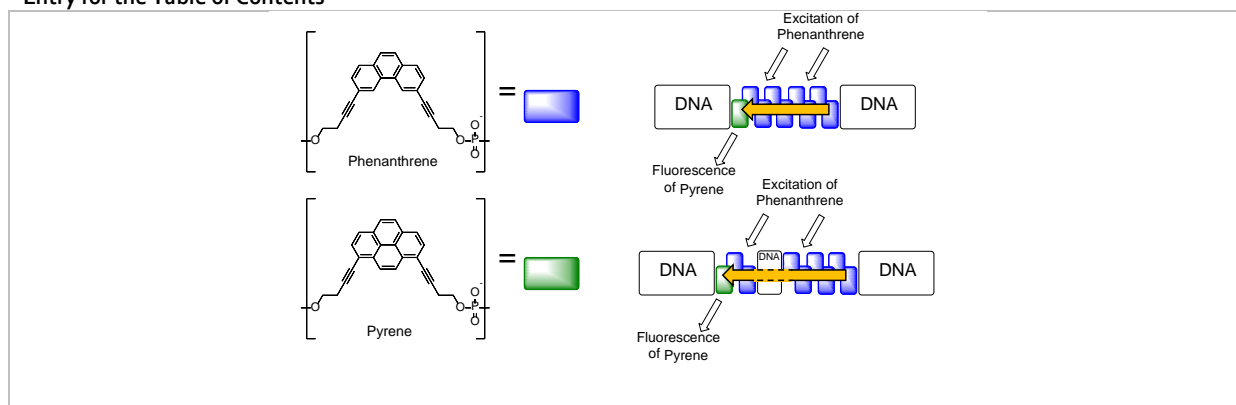 Entry for the Table of Contents
O
O
P
O
O⁻
Phenanthrene
=
Excitation of
Phenanthrene
DNA
DNA
Fluorescence
of Pyrene
O
O
P
O
O⁻
Pyrene
=
Excitation of
Phenanthrene
DNA
DNA
DNA
Fluorescence
of Pyrene